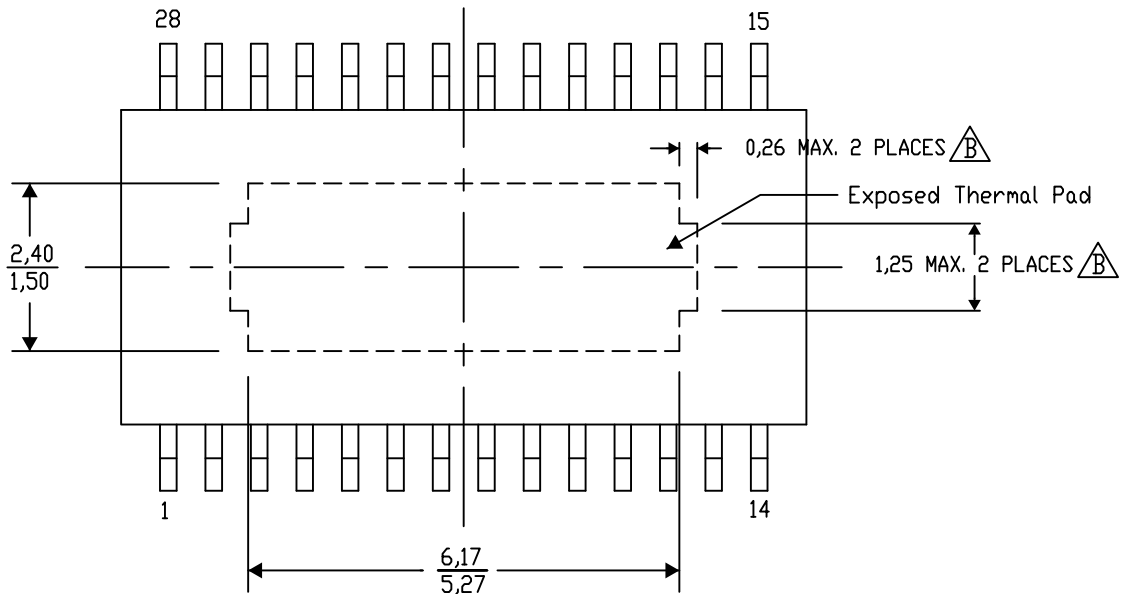 28
15
0,26 MAX. 2 PLACES B
Exposed Thermal Pad
2,40
1,50
1,25 MAX. 2 PLACES B
1
14
6,17
5,27